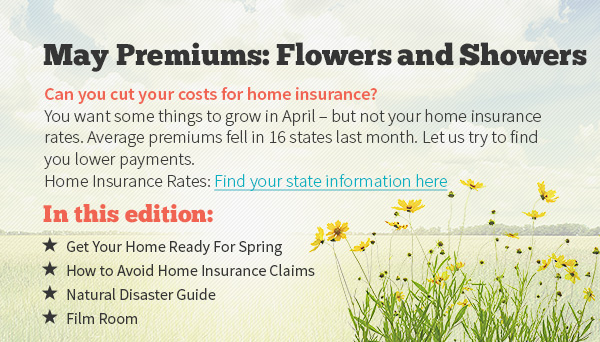 May Premiums: Flowers and Showers
Can you cut your costs for home insurance?
You want some things to grow in April – but not your home insurance
rates. Average premiums fell in 16 states last month. Let us try to find
you lower payments.
Home Insurance Rates: Find your state information here
In this edition:
★ Get Your Home Ready For Spring
★ How to Avoid Home Insurance Claims
★ Natural Disaster Guide
★ Film Room